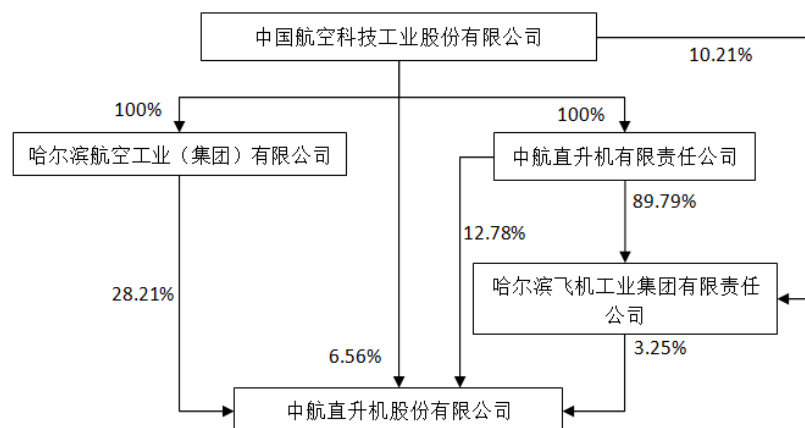 中国航空科技工业股份有限公司
10.21%
100%
100%
哈尔滨航空工业（集团）有限公司
中航直升机有限责任公司
89.79%
12.78%
哈尔滨飞机工业集团有限责任
公司
28.21%
6.56%
3.25%
中航直升机股份有限公司